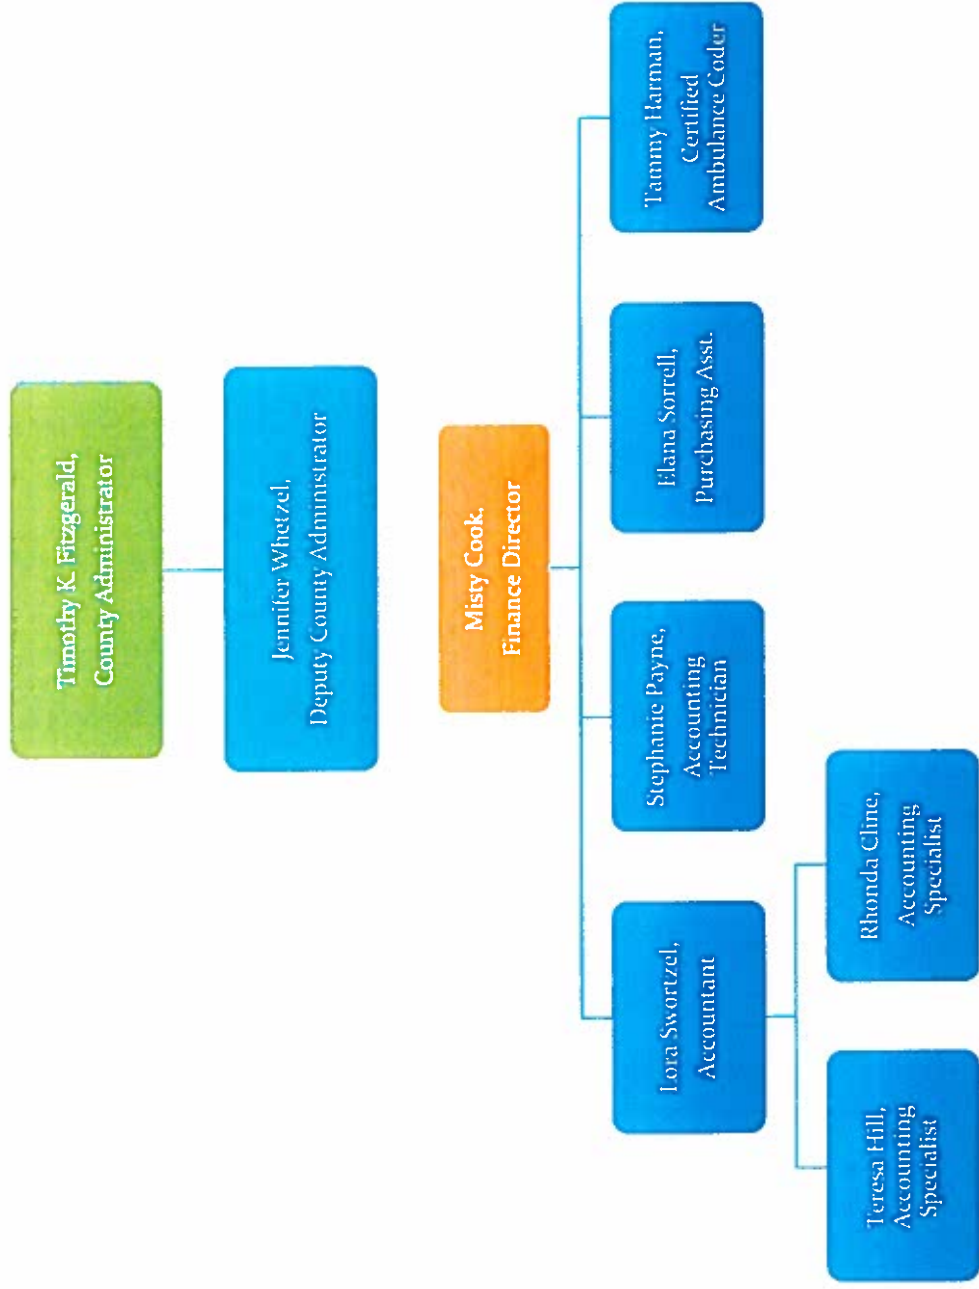 Timothy K. Fitzgerald,
County Administrator
Jennifer Whetzel,
Deputy County Administrator
Misty Cook,
Finance Director
Lora Swortzel,
Accountant
Stephanie Payne,
Accounting
Technician
Elana Sorrell,
Purchasing Asst.
Tammy Harman,
Certified
Ambulance Coder
Teresa Hill,
Accounting
Specialist
Rhonda Cline,
Accounting
Specialist